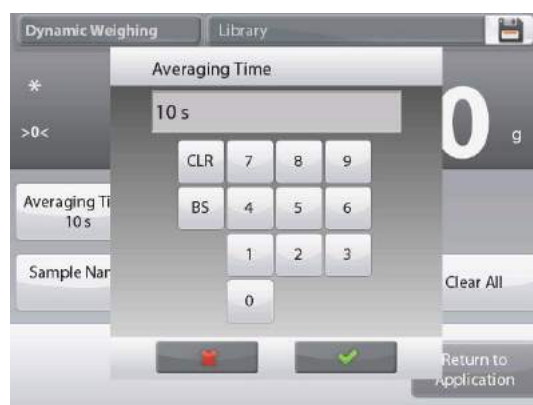 Dynamic Weighing
Library
Averaging Time
*
10 s
>0<
0
g
CLR 7 8 9
Averaging Ti
10 s
BS 4 5 6
1 2 3
Sample Nar
Clear All
0
Return to
Application